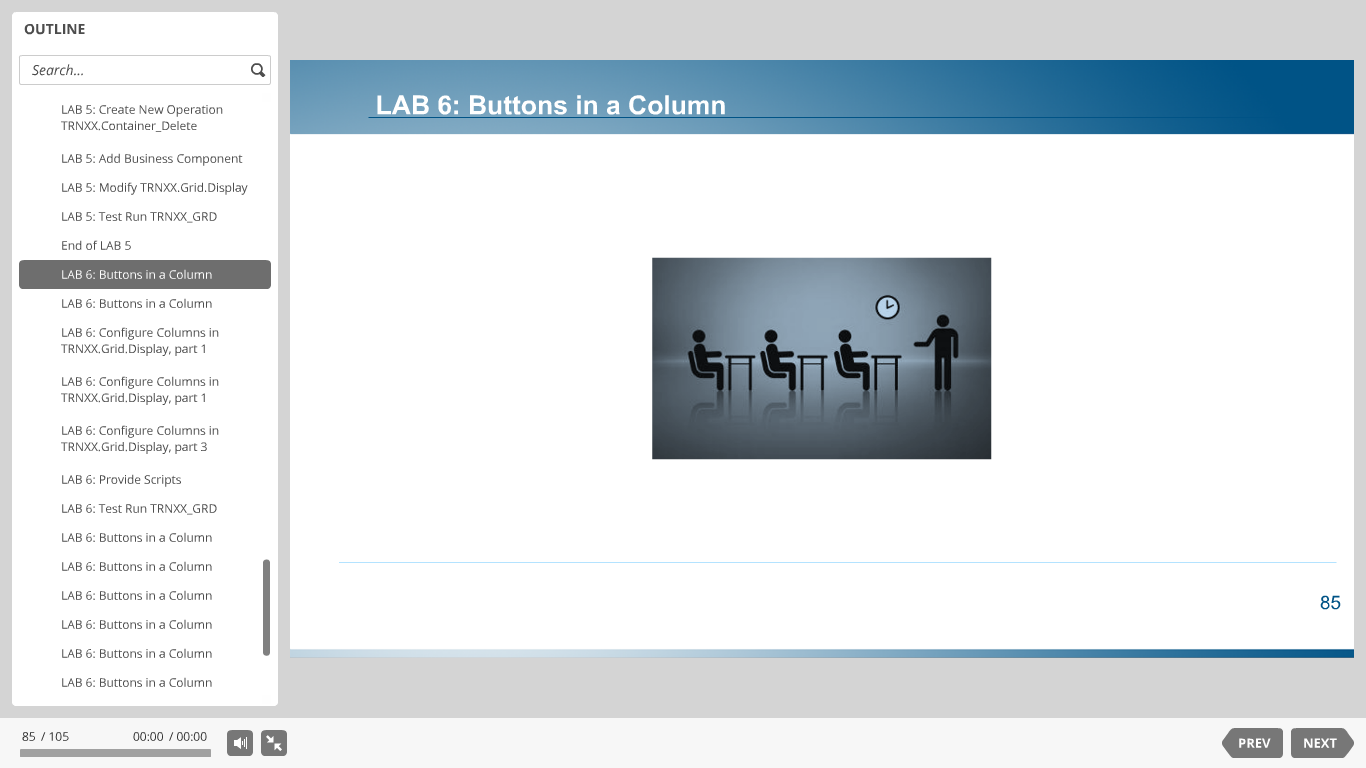 OUTLINE
Search...
LAB 5: Create New Operation
TRNXX.Container_Delete
LAB 5: Add Business Component
LAB 5: Modify TRNXX.Grid.Display
LAB 5: Test Run TRNXX_GRD
End of LAB 5
LAB 6: Buttons in a Column
LAB 6: Buttons in a Column
LAB 6: Configure Columns in
TRNXX.Grid.Display, part 1
LAB 6: Configure Columns in
TRNXX.Grid.Display, part 1
LAB 6: Configure Columns in
TRNXX.Grid.Display, part 3
LAB 6: Provide Scripts
LAB 6: Test Run TRNXX_GRD
LAB 6: Buttons in a Column
LAB 6: Buttons in a Column
LAB 6: Buttons in a Column
LAB 6: Buttons in a Column
LAB 6: Buttons in a Column
LAB 6: Buttons in a Column
LAB 6: Buttons in a Column
85
85 / 105
00:00 / 00:00
PREV
NEXT